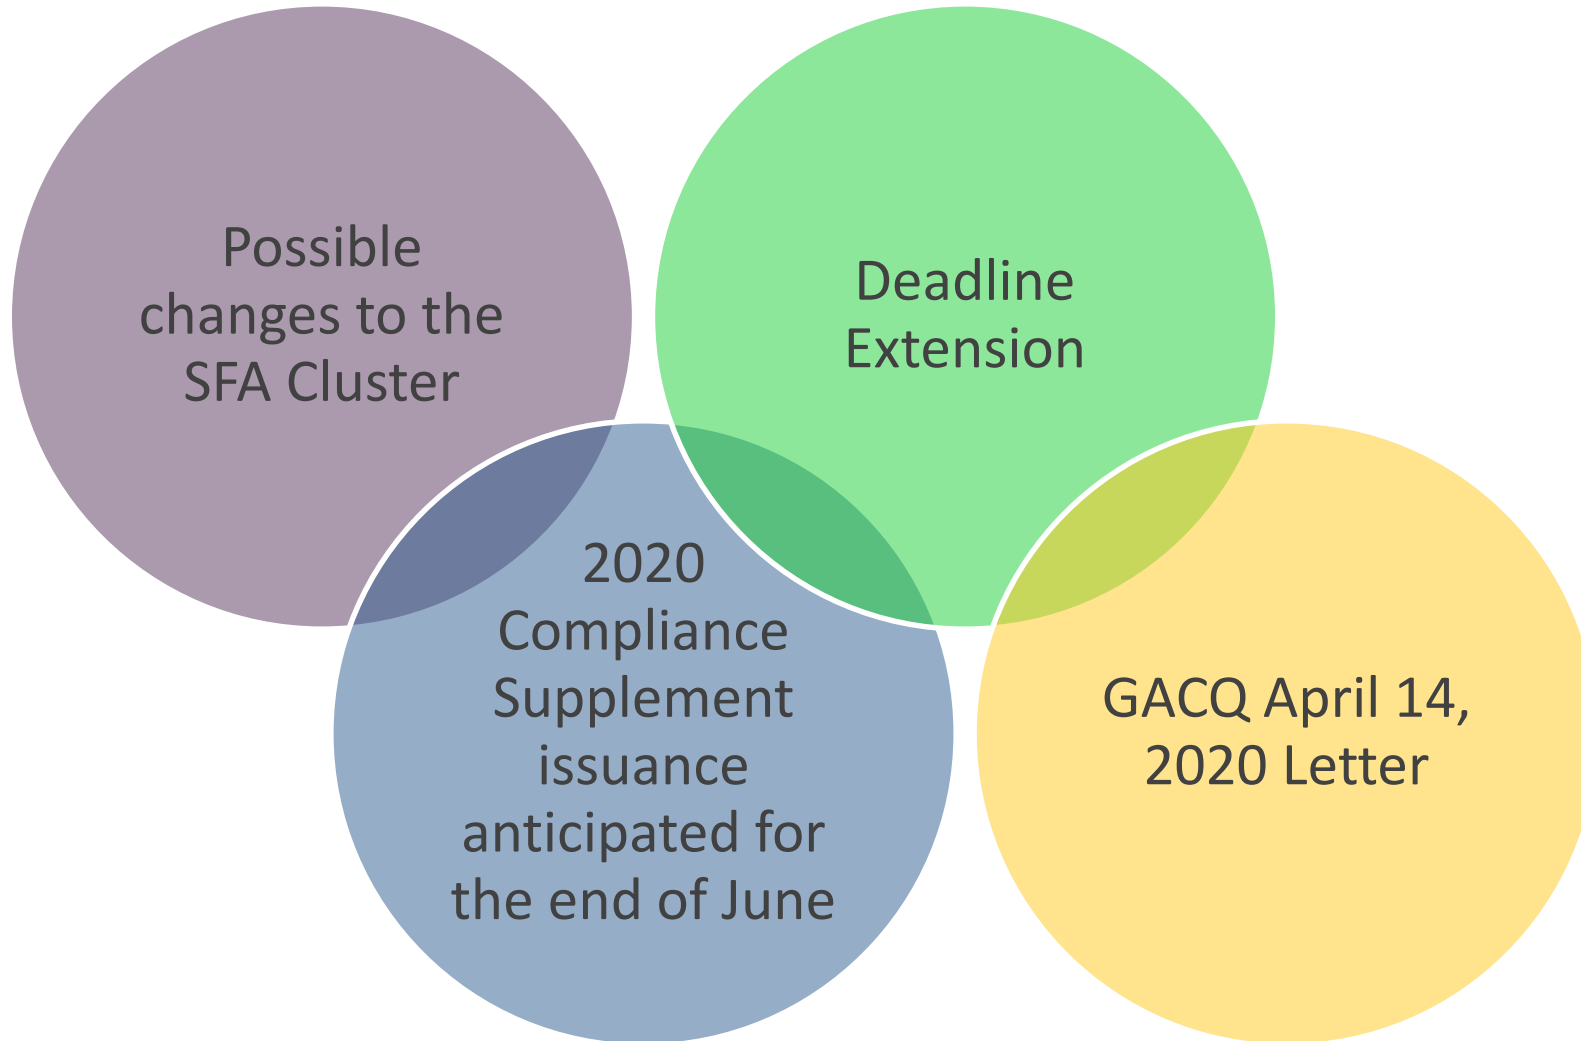 Possible
changes to the
SFA Cluster
Deadline
Extension
2020
Compliance
Supplement
issuance
anticipated for
the end of June
GACQ April 14,
2020 Letter